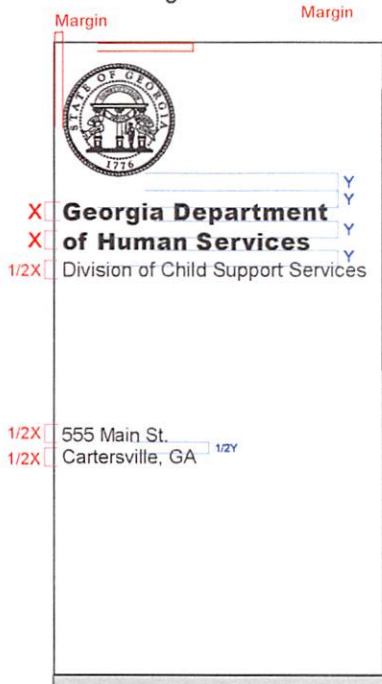 Margin
Margin
STATE OF GEORGIA
1776
Y
Y
X Georgia Department
Y
X of Human Services
Y
1/2X Division of Child Support Services
1/2X 555 Main St.
1/2Y
1/2X Cartersville, GA